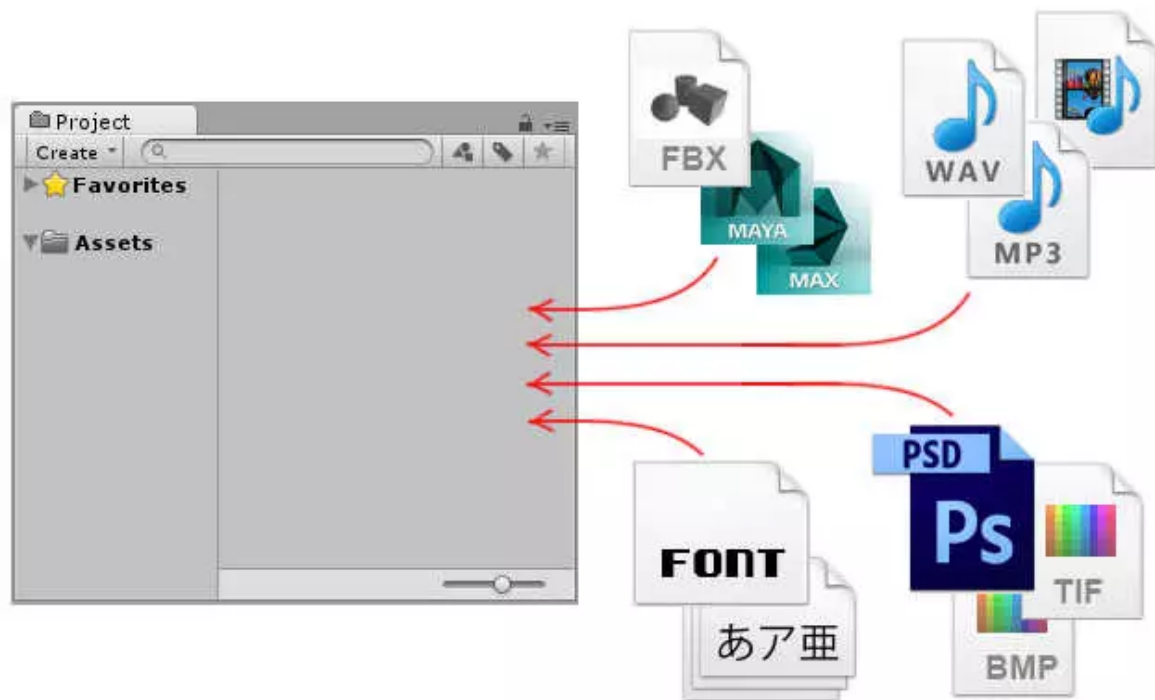 Project
Create
Favorites
Assets
FBX
MAYA
MAX
WAV
MP3
FONT
あア亜
PSD
Ps
TIF
BMP